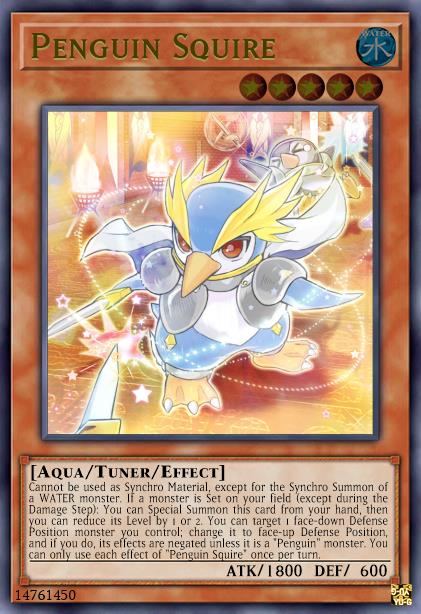 PENGUIN SQUIRE
WATER
水
[AQUA/TUNER/EFFECT]
Cannot be used as Synchro Material, except for the Synchro Summon of
a WATER monster. If a monster is Set on your field (except during the
Damage Step): You can Special Summon this card from your hand, then
you can reduce its Level by 1 or 2. You can target 1 face-down Defense
Position monster you control; change it to face-up Defense Position,
and if you do, its effects are negated unless it is a "Penguin" monster. You
can only use each effect of "Penguin Squire" once per turn.
ATK/1800 DEF/ 600
14761450